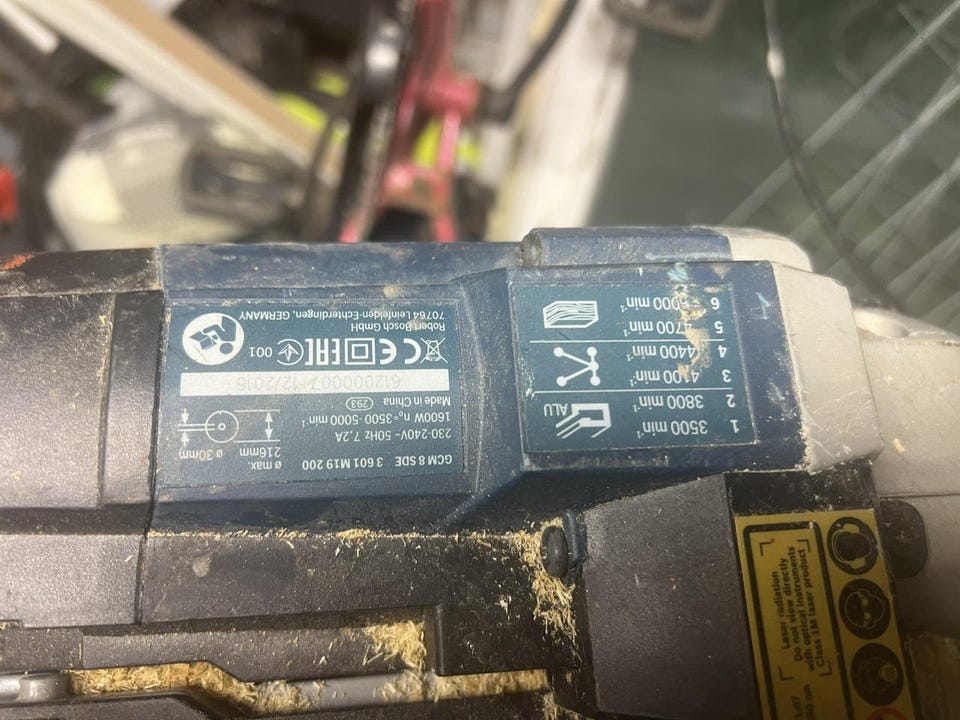 GCM 8 SDE 3 601 M19 200
230-240V~ 50Hz 7,2A
1600W n₀=3500-5000 min⁻¹
Made in China 293
612000007 12/2016
ø max.
216mm
ø 30mm
CE EAC 001
Robert Bosch GmbH
70764 Leinfelden-Echterdingen, GERMANY
1 3500 min⁻¹
2 3800 min⁻¹
3 4100 min⁻¹
4 4400 min⁻¹
5 4700 min⁻¹
6 5000 min⁻¹
ALU
Laser radiation
Do not view directly
with optical instruments
Class 1M laser product